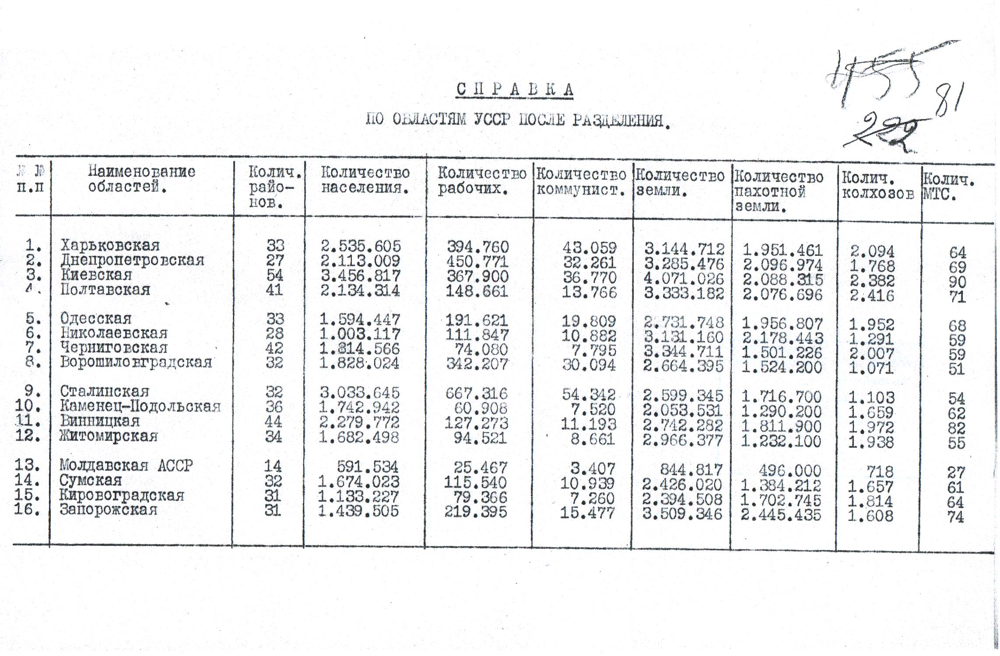 455
81
222
СПРАВКА
ПО ОБЛАСТЯМ УССР ПОСЛЕ РАЗДЕЛЕНИЯ.
№ № п.п Наименование областей. Колич. райо-нов. Количество населения. Количество рабочих. Количество коммунист. Количество земли. Количество пахотной земли. Колич. колхозов Колич. МТС.
1. Харьковская 33 2.535.605 394.760 43.059 3.144.712 1.951.461 2.094 64
2. Днепропетровская 27 2.113.009 450.771 32.261 3.285.476 2.096.974 1.768 69
3. Киевская 54 3.456.817 367.900 36.770 4.071.026 2.088.315 2.382 90
4. Полтавская 41 2.134.314 148.661 13.766 3.333.182 2.076.696 2.416 71
5. Одесская 33 1.594.447 191.621 19.809 2.731.748 1.956.807 1.952 68
6. Николаевская 28 1.003.117 111.847 10.882 3.131.160 2.178.443 1.291 59
7. Черниговская 42 1.814.566 74.080 7.795 3.344.711 1.501.226 2.007 59
8. Ворошиловградская 32 1.828.024 342.207 30.094 2.664.395 1.524.200 1.071 51
9. Сталинская 32 3.033.645 667.316 54.342 2.599.345 1.716.700 1.103 54
10. Каменец-Подольская 36 1.742.942 60.908 7.520 2.053.531 1.290.200 1.659 62
11. Винницкая 44 2.279.772 127.273 11.193 2.742.282 1.811.900 1.972 82
12. Житомирская 34 1.682.498 94.521 8.661 2.966.377 1.232.100 1.938 55
13. Молдавская АССР 14 591.534 25.467 3.407 844.817 496.000 718 27
14. Сумская 32 1.674.023 115.540 10.939 2.426.020 1.384.212 1.657 61
15. Кировоградская 31 1.133.227 79.366 7.260 2.394.508 1.702.745 1.814 64
16. Запорожская 31 1.439.505 219.395 15.477 3.509.346 2.445.435 1.608 74